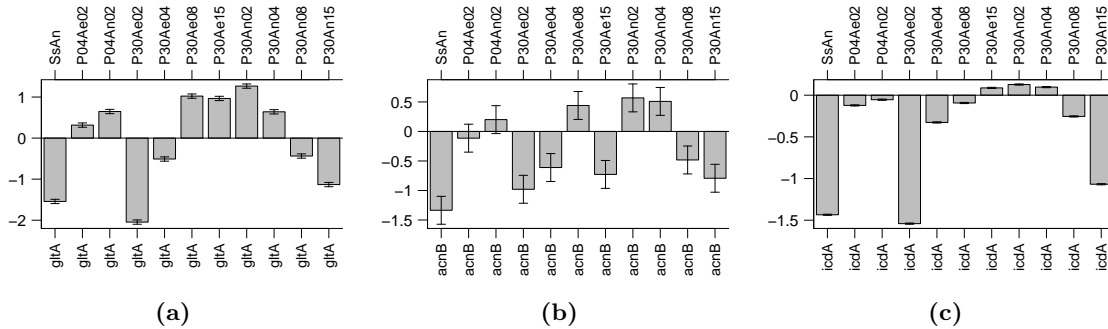 SsAn
P04Ae02
P04An02
P30Ae02
P30Ae04
P30Ae08
P30Ae15
P30An02
P30An04
P30An08
P30An15
1
0
−1
−2
gltA
gltA
gltA
gltA
gltA
gltA
gltA
gltA
gltA
gltA
gltA
(a)
SsAn
P04Ae02
P04An02
P30Ae02
P30Ae04
P30Ae08
P30Ae15
P30An02
P30An04
P30An08
P30An15
0.5
0
−0.5
−1
−1.5
acnB
acnB
acnB
acnB
acnB
acnB
acnB
acnB
acnB
acnB
acnB
(b)
SsAn
P04Ae02
P04An02
P30Ae02
P30Ae04
P30Ae08
P30Ae15
P30An02
P30An04
P30An08
P30An15
0
−0.5
−1
−1.5
icdA
icdA
icdA
icdA
icdA
icdA
icdA
icdA
icdA
icdA
icdA
(c)